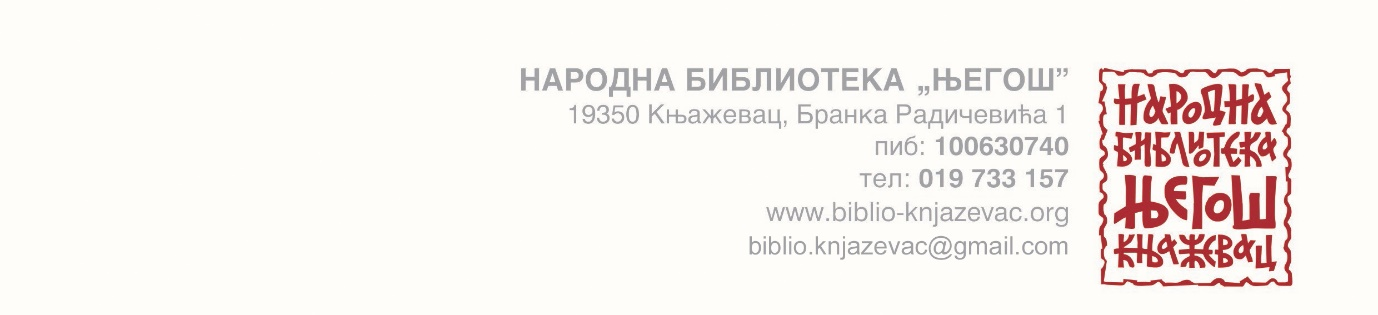 НАРОДНА БИБЛИОТЕКА „ЊЕГОШ”
19350 Књажевац, Бранка Радичевића 1
пиб: 100630740
тел: 019 733 157
www.biblio-knjazevac.org
biblio.knjazevac@gmail.com
НАРОДНА
БИБЛИОТЕКА
ЊЕГОШ
КЊАЖЕВАЦ